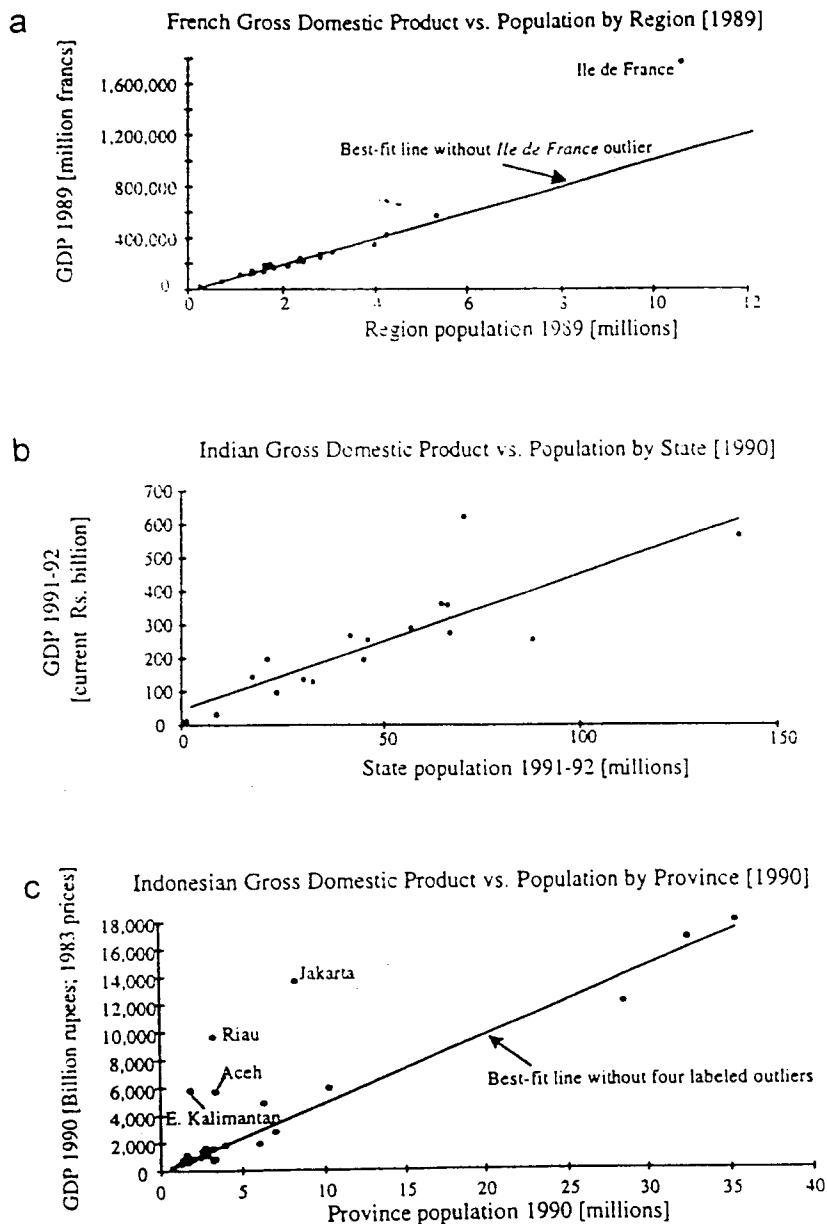 a
French Gross Domestic Product vs. Population by Region [1989]
GDP 1989 [million francs]
1,600,000
1,200,000
800,000
400,000
0
Ile de France
Best-fit line without Ile de France outlier
0 2 4 6 8 10 12
Region population 1989 [millions]
b
Indian Gross Domestic Product vs. Population by State [1990]
GDP 1991-92
[current Rs. billion]
700
600
500
400
300
200
100
0
0 50 100 150
State population 1991-92 [millions]
c
Indonesian Gross Domestic Product vs. Population by Province [1990]
GDP 1990 [Billion rupees; 1983 prices]
18,000
16,000
14,000
12,000
10,000
8,000
6,000
4,000
2,000
0
Jakarta
Riau
Aceh
E. Kalimantan
Best-fit line without four labeled outliers
0 5 10 15 20 25 30 35 40
Province population 1990 [millions]